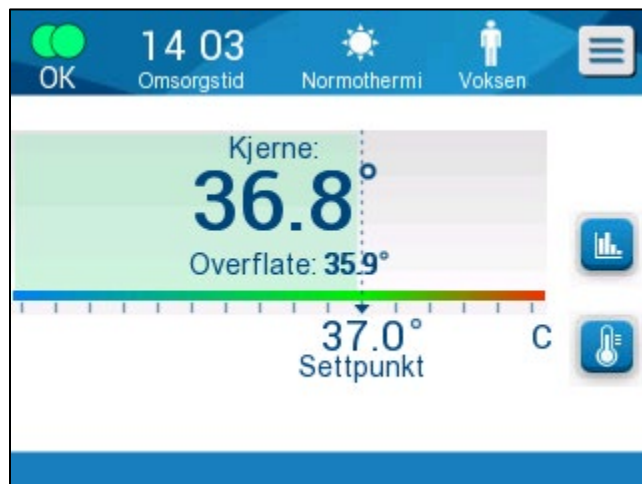 OK
14 03
Omsorgstid
Normothermi
Voksen
Kjerne:
36.8°
Overflate: 35.9°
37.0°
C
Settpunkt